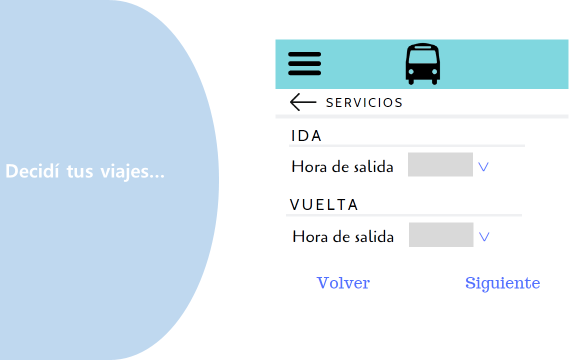 Decidí tus viajes...
SERVICIOS
IDA
Hora de salida
VUELTA
Hora de salida
Volver Siguiente